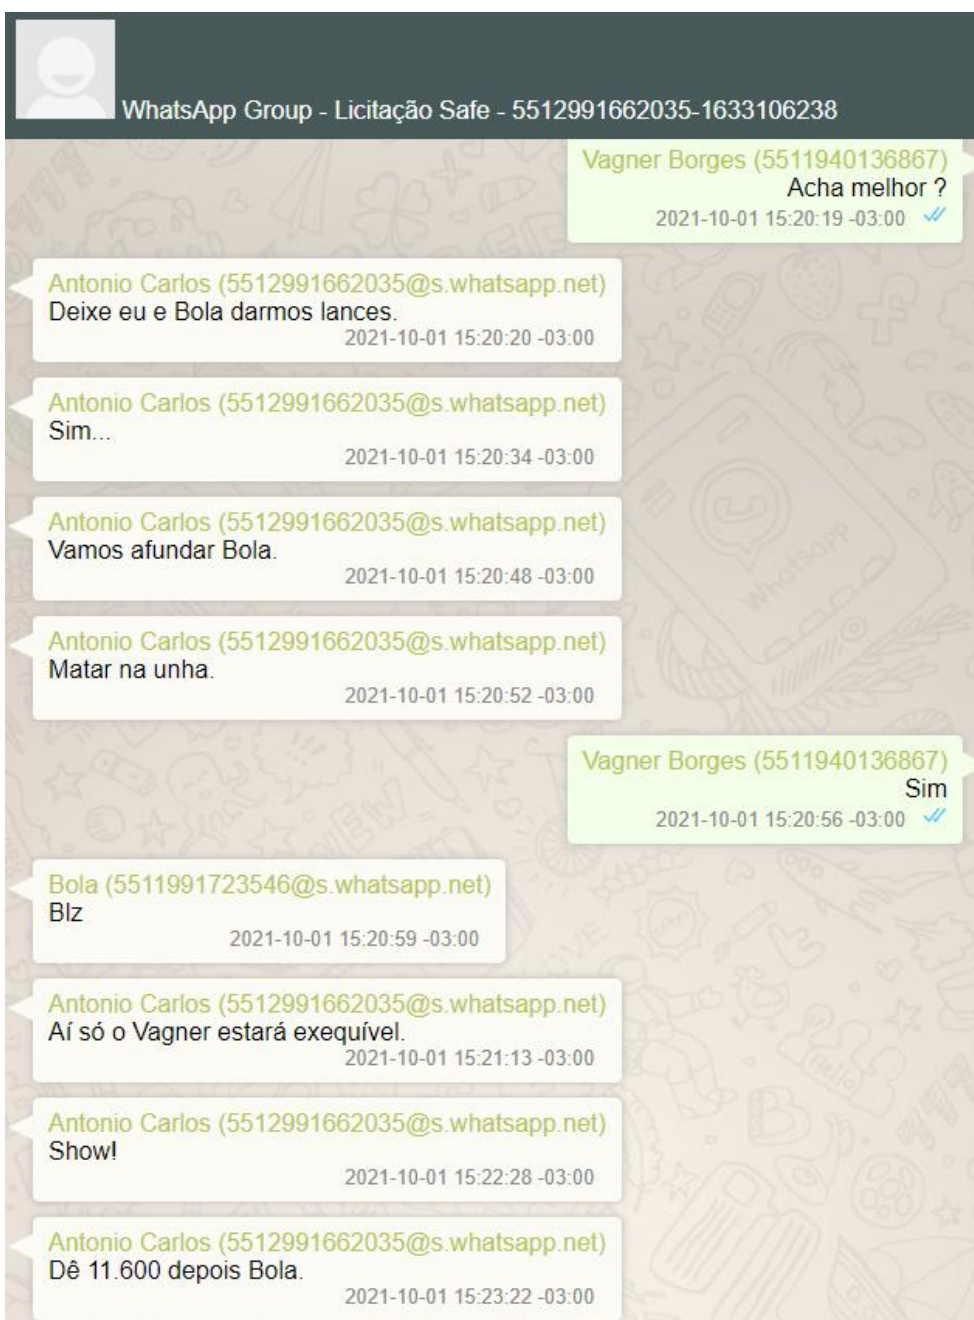 WhatsApp Group - Licitação Safe - 5512991662035-1633106238
Vagner Borges (5511940136867)
Acha melhor ?
2021-10-01 15:20:19 -03:00
Antonio Carlos (5512991662035@s.whatsapp.net)
Deixe eu e Bola darmos lances.
2021-10-01 15:20:20 -03:00
Antonio Carlos (5512991662035@s.whatsapp.net)
Sim...
2021-10-01 15:20:34 -03:00
Antonio Carlos (5512991662035@s.whatsapp.net)
Vamos afundar Bola.
2021-10-01 15:20:48 -03:00
Antonio Carlos (5512991662035@s.whatsapp.net)
Matar na unha.
2021-10-01 15:20:52 -03:00
Vagner Borges (5511940136867)
Sim
2021-10-01 15:20:56 -03:00
Bola (5511991723546@s.whatsapp.net)
Blz
2021-10-01 15:20:59 -03:00
Antonio Carlos (5512991662035@s.whatsapp.net)
Aí só o Vagner estará exequível.
2021-10-01 15:21:13 -03:00
Antonio Carlos (5512991662035@s.whatsapp.net)
Show!
2021-10-01 15:22:28 -03:00
Antonio Carlos (5512991662035@s.whatsapp.net)
Dê 11.600 depois Bola.
2021-10-01 15:23:22 -03:00